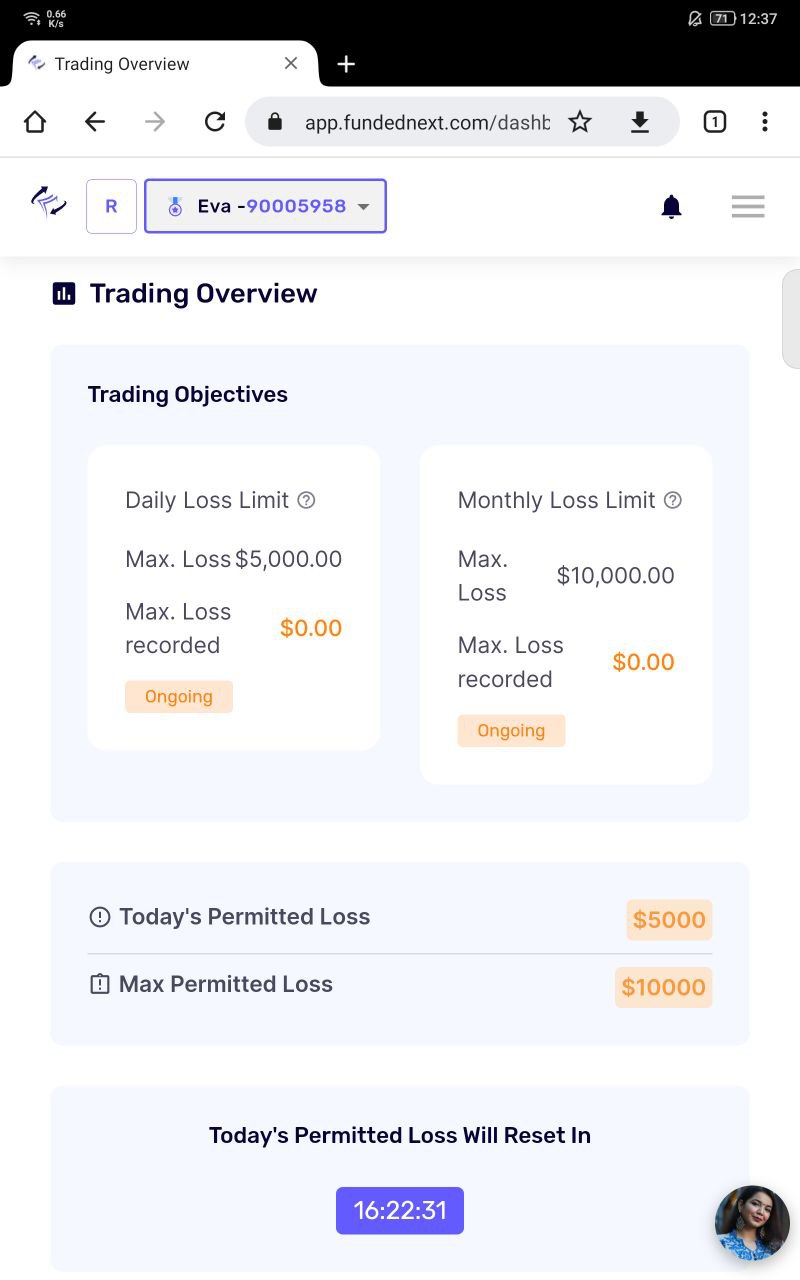 0.66
K/s
71 12:37
Trading Overview
app.fundednext.com/dashb
1
R
Eva -90005958
Trading Overview
Trading Objectives
Daily Loss Limit
Max. Loss $5,000.00
Max. Loss
recorded
$0.00
Ongoing
Monthly Loss Limit
Max.
Loss
$10,000.00
Max. Loss
recorded
$0.00
Ongoing
Today's Permitted Loss
$5000
Max Permitted Loss
$10000
Today's Permitted Loss Will Reset In
16:22:31